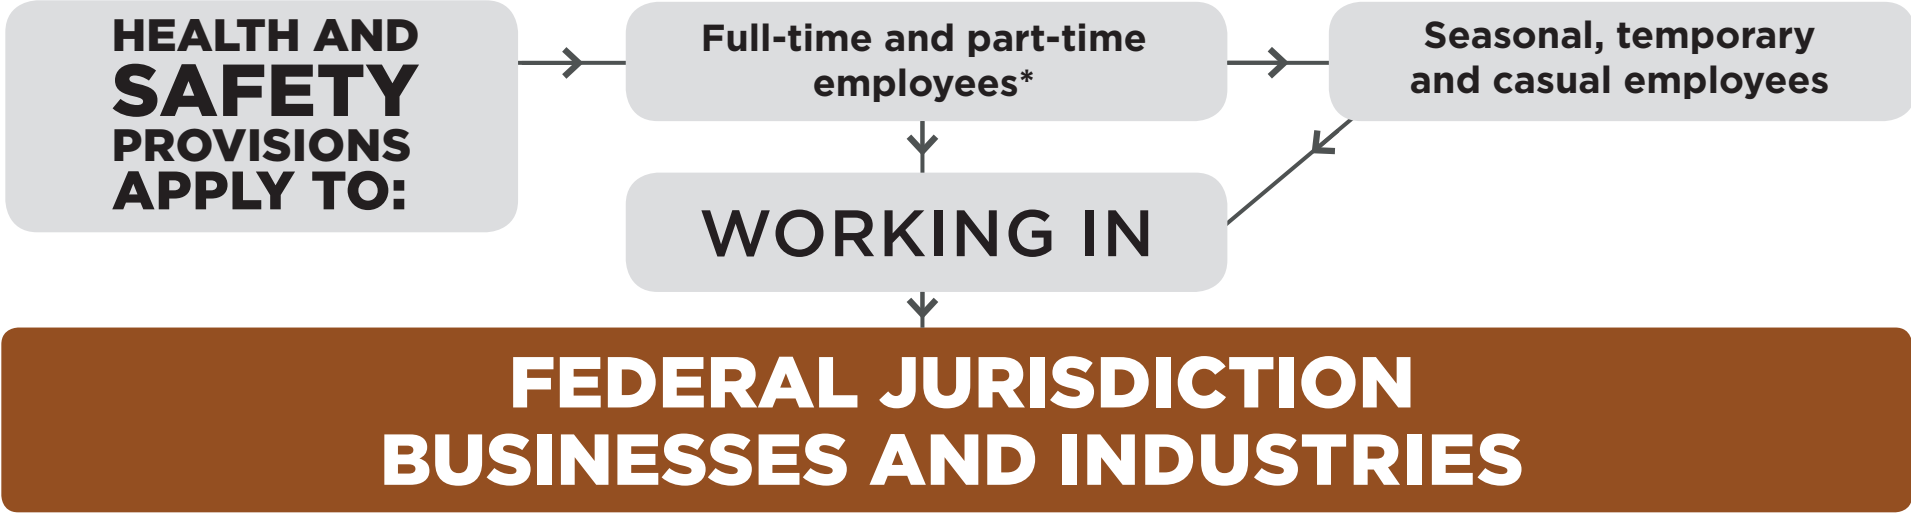 HEALTH AND
SAFETY
PROVISIONS
APPLY TO:
Full-time and part-time
employees*
Seasonal, temporary
and casual employees
WORKING IN
FEDERAL JURISDICTION
BUSINESSES AND INDUSTRIES